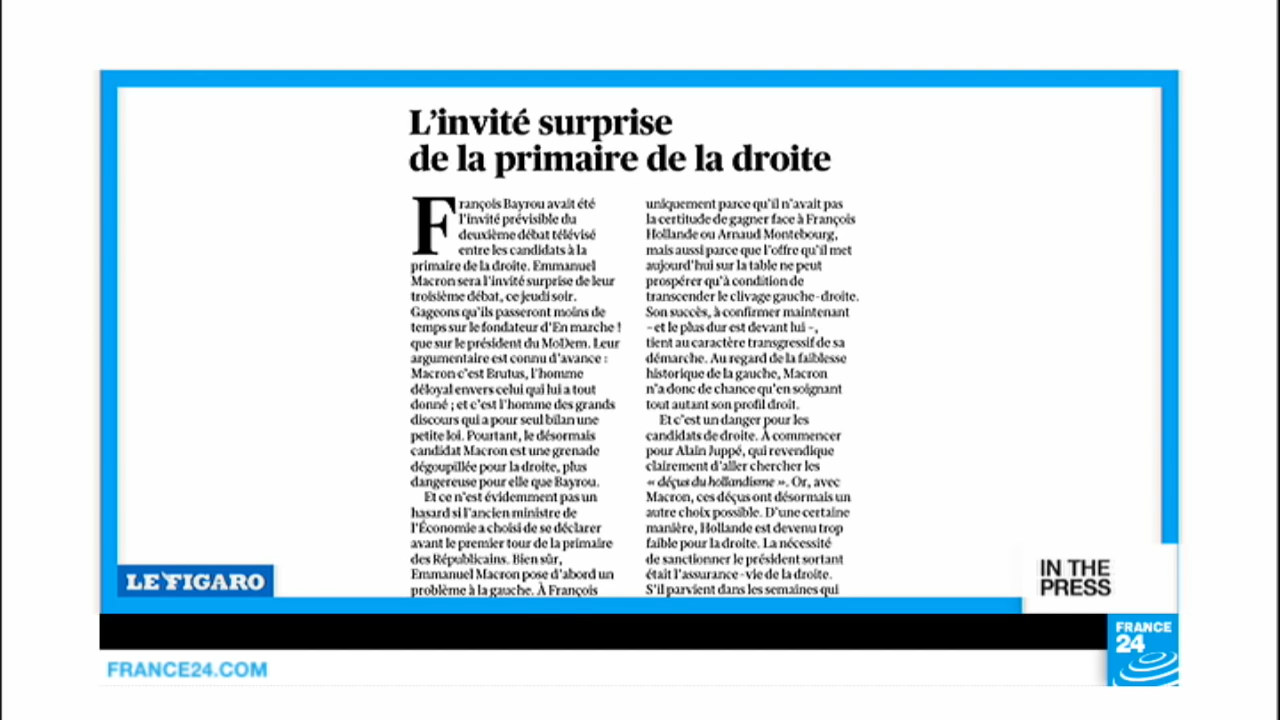 L'invité surprise
de la primaire de la droite
François Bayrou avait été
l'invité prévisible du
deuxième débat télévisé
entre les candidats à la
primaire de la droite. Emmanuel
Macron sera l'invité surprise de leur
troisième débat, ce jeudi soir.
Gageons qu'ils passeront moins de
temps sur le fondateur d'En marche !
que sur le président du MoDem. Leur
argumentaire est connu d'avance :
Macron c'est Brutus, l'homme
déloyal envers celui qui lui a tout
donné ; et c'est l'homme des grands
discours qui a pour seul bilan une
petite loi. Pourtant, le désormais
candidat Macron est une grenade
dégoupillée pour la droite, plus
dangereuse pour elle que Bayrou.
Et ce n'est évidemment pas un
hasard si l'ancien ministre de
l'Économie a choisi de se déclarer
avant le premier tour de la primaire
des Républicains. Bien sûr,
Emmanuel Macron pose d'abord un
problème à la gauche. À François
uniquement parce qu'il n'avait pas
la certitude de gagner face à François
Hollande ou Arnaud Montebourg,
mais aussi parce que l'offre qu'il met
aujourd'hui sur la table ne peut
prospérer qu'à condition de
transcender le clivage gauche-droite.
Son succès, à confirmer maintenant
– et le plus dur est devant lui –,
tient au caractère transgressif de sa
démarche. Au regard de la faiblesse
historique de la gauche, Macron
n'a donc de chance qu'en soignant
tout autant son profil droit.
Et c'est un danger pour les
candidats de droite. À commencer
pour Alain Juppé, qui revendique
clairement d'aller chercher les
« déçus du hollandisme ». Or, avec
Macron, ces déçus ont désormais un
autre choix possible. D'une certaine
manière, Hollande est devenu trop
faible pour la droite. La nécessité
de sanctionner le président sortant
était l'assurance-vie de la droite.
S'il parvient dans les semaines qui
LE FIGARO
IN THE
PRESS
FRANCE
24
FRANCE24.COM